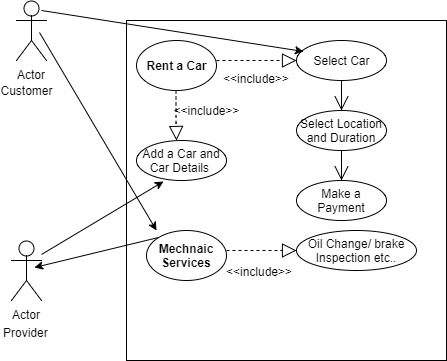 Rent a Car
<<include>>
Select Car
Actor
Customer
<<include>>
Select Location
and Duration
Add a Car and
Car Details
Make a
Payment
Mechnaic
Services
<<include>>
Oil Change/ brake
Inspection etc..
Actor
Provider